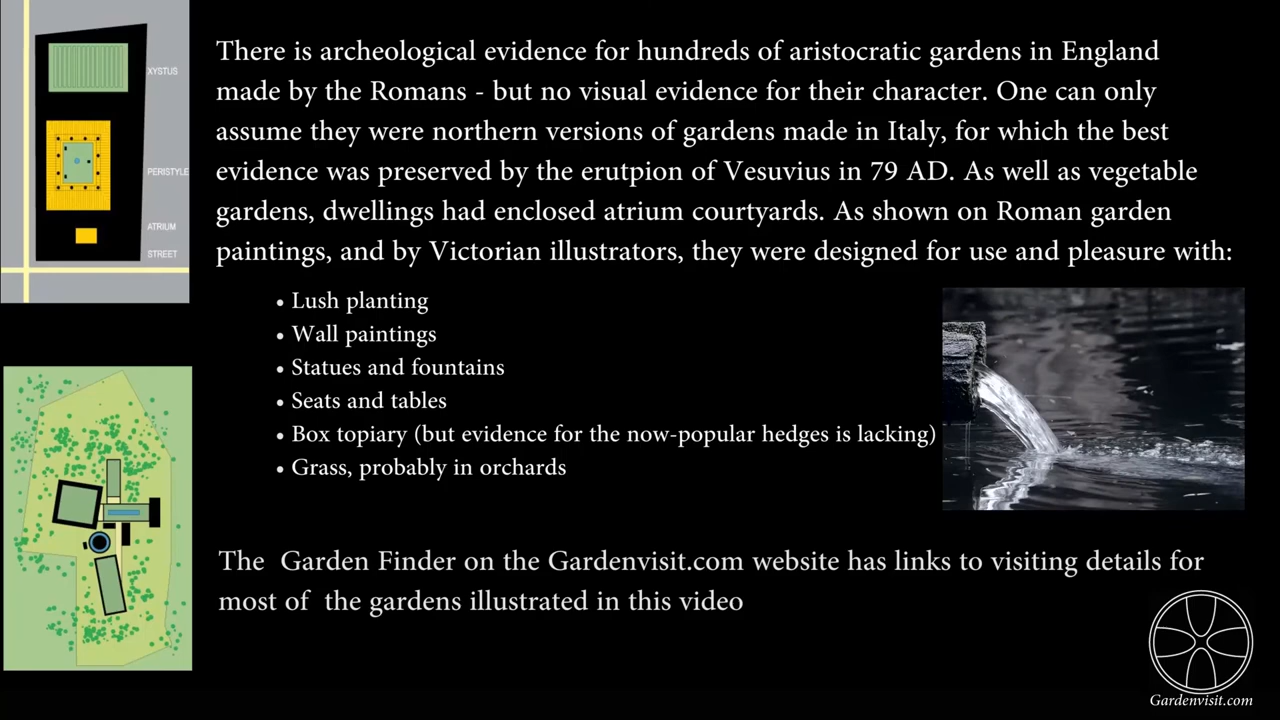 XYSTUS
PERISTYLE
ATRIUM
STREET
There is archeological evidence for hundreds of aristocratic gardens in England
made by the Romans - but no visual evidence for their character. One can only
assume they were northern versions of gardens made in Italy, for which the best
evidence was preserved by the erutpion of Vesuvius in 79 AD. As well as vegetable
gardens, dwellings had enclosed atrium courtyards. As shown on Roman garden
paintings, and by Victorian illustrators, they were designed for use and pleasure with:
• Lush planting
• Wall paintings
• Statues and fountains
• Seats and tables
• Box topiary (but evidence for the now-popular hedges is lacking)
• Grass, probably in orchards
The Garden Finder on the Gardenvisit.com website has links to visiting details for
most of the gardens illustrated in this video
Gardenvisit.com